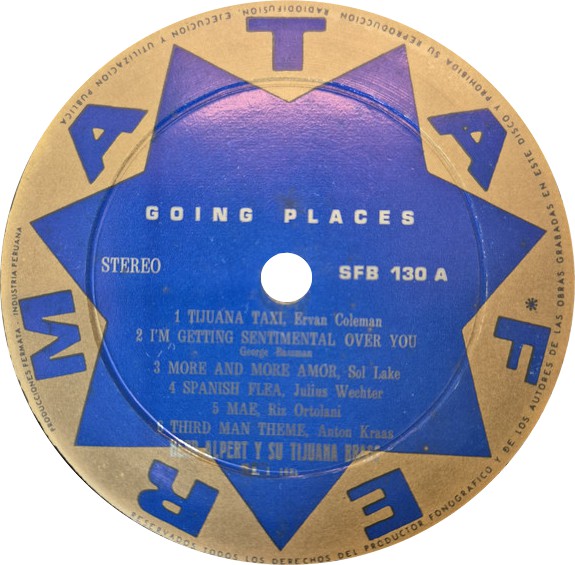 FERMATA
GOING PLACES
STEREO
SFB 130 A
1 TIJUANA TAXI, Ervan Coleman
2 I'M GETTING SENTIMENTAL OVER YOU
George Bassman
3 MORE AND MORE AMOR, Sol Lake
4 SPANISH FLEA, Julius Wechter
5 MAE, Riz Ortolani
6 THIRD MAN THEME, Anton Kraas
HERB ALPERT Y SU TIJUANA BRASS
PRODUCCIONES FERMATA - INDUSTRIA PERUANA
RESERVADOS TODOS LOS DERECHOS DEL PRODUCTOR FONOGRAFICO Y DE LOS AUTORES DE LAS OBRAS GRABADAS EN ESTE DISCO Y PROHIBIDA SU REPRODUCCION, RADIODIFUSION, EJECUCION Y UTILIZACION PUBLICA